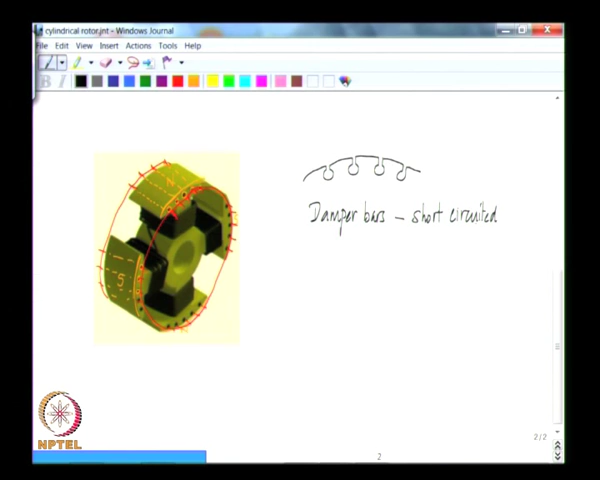 cylindrical rotor.jnt - Windows Journal
File Edit View Insert Actions Tools Help
B I
S
Damper bars – short circuited
NPTEL
2/2
2